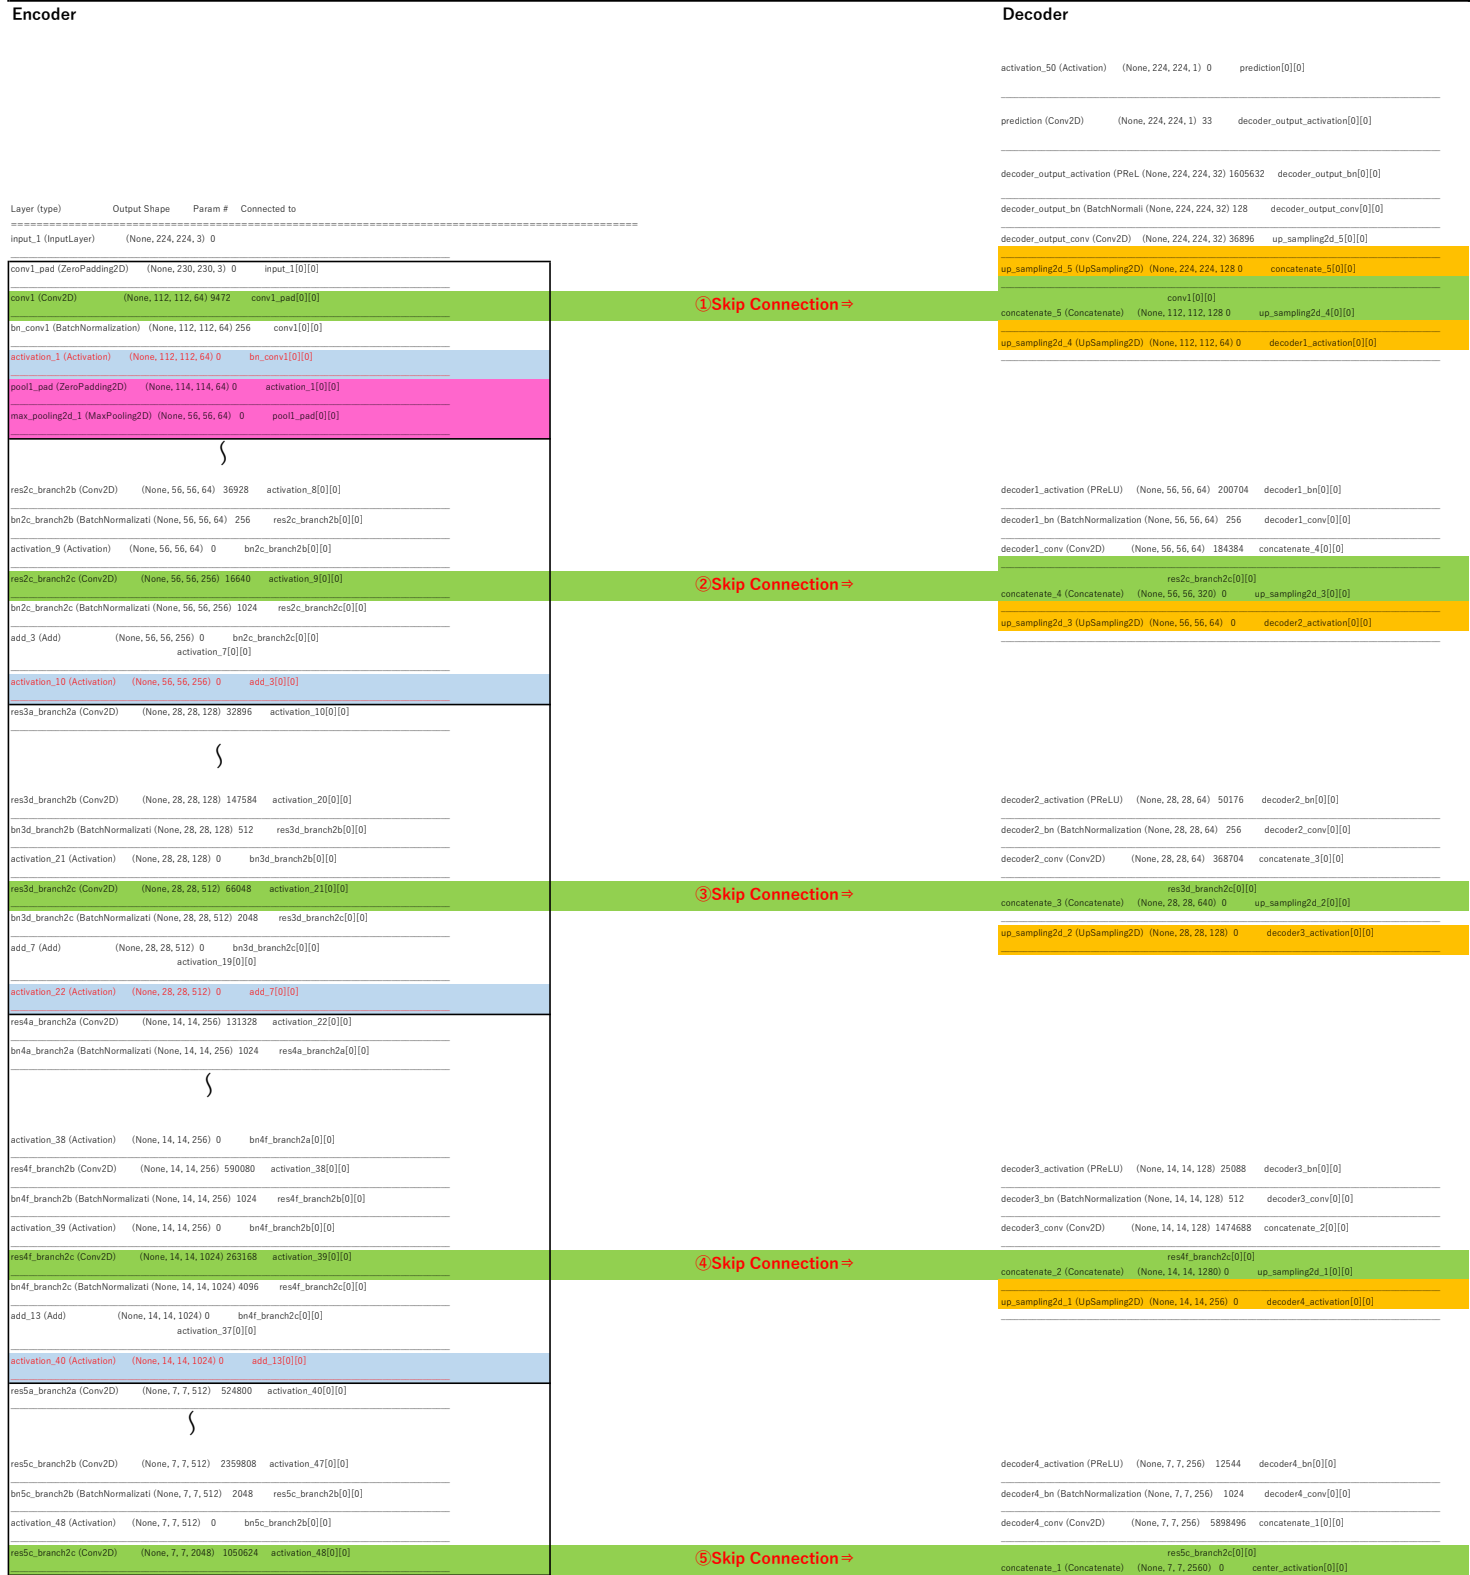 Encoder
Layer (type) Output Shape Param # Connected to
==================================================================================================
input_1 (InputLayer) (None, 224, 224, 3) 0
conv1_pad (ZeroPadding2D) (None, 230, 230, 3) 0 input_1[0][0]
conv1 (Conv2D) (None, 112, 112, 64) 9472 conv1_pad[0][0]
bn_conv1 (BatchNormalization) (None, 112, 112, 64) 256 conv1[0][0]
activation_1 (Activation) (None, 112, 112, 64) 0 bn_conv1[0][0]
pool1_pad (ZeroPadding2D) (None, 114, 114, 64) 0 activation_1[0][0]
max_pooling2d_1 (MaxPooling2D) (None, 56, 56, 64) 0 pool1_pad[0][0]
res2c_branch2b (Conv2D) (None, 56, 56, 64) 36928 activation_8[0][0]
bn2c_branch2b (BatchNormalizati (None, 56, 56, 64) 256 res2c_branch2b[0][0]
activation_9 (Activation) (None, 56, 56, 64) 0 bn2c_branch2b[0][0]
res2c_branch2c (Conv2D) (None, 56, 56, 256) 16640 activation_9[0][0]
bn2c_branch2c (BatchNormalizati (None, 56, 56, 256) 1024 res2c_branch2c[0][0]
add_3 (Add) (None, 56, 56, 256) 0 bn2c_branch2c[0][0]
activation_7[0][0]
activation_10 (Activation) (None, 56, 56, 256) 0 add_3[0][0]
res3a_branch2a (Conv2D) (None, 28, 28, 128) 32896 activation_10[0][0]
res3d_branch2b (Conv2D) (None, 28, 28, 128) 147584 activation_20[0][0]
bn3d_branch2b (BatchNormalizati (None, 28, 28, 128) 512 res3d_branch2b[0][0]
activation_21 (Activation) (None, 28, 28, 128) 0 bn3d_branch2b[0][0]
res3d_branch2c (Conv2D) (None, 28, 28, 512) 66048 activation_21[0][0]
bn3d_branch2c (BatchNormalizati (None, 28, 28, 512) 2048 res3d_branch2c[0][0]
add_7 (Add) (None, 28, 28, 512) 0 bn3d_branch2c[0][0]
activation_19[0][0]
activation_22 (Activation) (None, 28, 28, 512) 0 add_7[0][0]
res4a_branch2a (Conv2D) (None, 14, 14, 256) 131328 activation_22[0][0]
bn4a_branch2a (BatchNormalizati (None, 14, 14, 256) 1024 res4a_branch2a[0][0]
activation_38 (Activation) (None, 14, 14, 256) 0 bn4f_branch2a[0][0]
res4f_branch2b (Conv2D) (None, 14, 14, 256) 590080 activation_38[0][0]
bn4f_branch2b (BatchNormalizati (None, 14, 14, 256) 1024 res4f_branch2b[0][0]
activation_39 (Activation) (None, 14, 14, 256) 0 bn4f_branch2b[0][0]
res4f_branch2c (Conv2D) (None, 14, 14, 1024) 263168 activation_39[0][0]
bn4f_branch2c (BatchNormalizati (None, 14, 14, 1024) 4096 res4f_branch2c[0][0]
add_13 (Add) (None, 14, 14, 1024) 0 bn4f_branch2c[0][0]
activation_37[0][0]
activation_40 (Activation) (None, 14, 14, 1024) 0 add_13[0][0]
res5a_branch2a (Conv2D) (None, 7, 7, 512) 524800 activation_40[0][0]
res5c_branch2b (Conv2D) (None, 7, 7, 512) 2359808 activation_47[0][0]
bn5c_branch2b (BatchNormalizati (None, 7, 7, 512) 2048 res5c_branch2b[0][0]
activation_48 (Activation) (None, 7, 7, 512) 0 bn5c_branch2b[0][0]
res5c_branch2c (Conv2D) (None, 7, 7, 2048) 1050624 activation_48[0][0]
①Skip Connection⇒
②Skip Connection⇒
③Skip Connection⇒
④Skip Connection⇒
⑤Skip Connection⇒
Decoder
activation_50 (Activation) (None, 224, 224, 1) 0 prediction[0][0]
prediction (Conv2D) (None, 224, 224, 1) 33 decoder_output_activation[0][0]
decoder_output_activation (PReL (None, 224, 224, 32) 1605632 decoder_output_bn[0][0]
decoder_output_bn (BatchNormali (None, 224, 224, 32) 128 decoder_output_conv[0][0]
decoder_output_conv (Conv2D) (None, 224, 224, 32) 36896 up_sampling2d_5[0][0]
up_sampling2d_5 (UpSampling2D) (None, 224, 224, 128 0 concatenate_5[0][0]
conv1[0][0]
concatenate_5 (Concatenate) (None, 112, 112, 128 0 up_sampling2d_4[0][0]
up_sampling2d_4 (UpSampling2D) (None, 112, 112, 64) 0 decoder1_activation[0][0]
decoder1_activation (PReLU) (None, 56, 56, 64) 200704 decoder1_bn[0][0]
decoder1_bn (BatchNormalization (None, 56, 56, 64) 256 decoder1_conv[0][0]
decoder1_conv (Conv2D) (None, 56, 56, 64) 184384 concatenate_4[0][0]
res2c_branch2c[0][0]
concatenate_4 (Concatenate) (None, 56, 56, 320) 0 up_sampling2d_3[0][0]
up_sampling2d_3 (UpSampling2D) (None, 56, 56, 64) 0 decoder2_activation[0][0]
decoder2_activation (PReLU) (None, 28, 28, 64) 50176 decoder2_bn[0][0]
decoder2_bn (BatchNormalization (None, 28, 28, 64) 256 decoder2_conv[0][0]
decoder2_conv (Conv2D) (None, 28, 28, 64) 368704 concatenate_3[0][0]
res3d_branch2c[0][0]
concatenate_3 (Concatenate) (None, 28, 28, 640) 0 up_sampling2d_2[0][0]
up_sampling2d_2 (UpSampling2D) (None, 28, 28, 128) 0 decoder3_activation[0][0]
decoder3_activation (PReLU) (None, 14, 14, 128) 25088 decoder3_bn[0][0]
decoder3_bn (BatchNormalization (None, 14, 14, 128) 512 decoder3_conv[0][0]
decoder3_conv (Conv2D) (None, 14, 14, 128) 1474688 concatenate_2[0][0]
res4f_branch2c[0][0]
concatenate_2 (Concatenate) (None, 14, 14, 1280) 0 up_sampling2d_1[0][0]
up_sampling2d_1 (UpSampling2D) (None, 14, 14, 256) 0 decoder4_activation[0][0]
decoder4_activation (PReLU) (None, 7, 7, 256) 12544 decoder4_bn[0][0]
decoder4_bn (BatchNormalization (None, 7, 7, 256) 1024 decoder4_conv[0][0]
decoder4_conv (Conv2D) (None, 7, 7, 256) 5898496 concatenate_1[0][0]
res5c_branch2c[0][0]
concatenate_1 (Concatenate) (None, 7, 7, 2560) 0 center_activation[0][0]